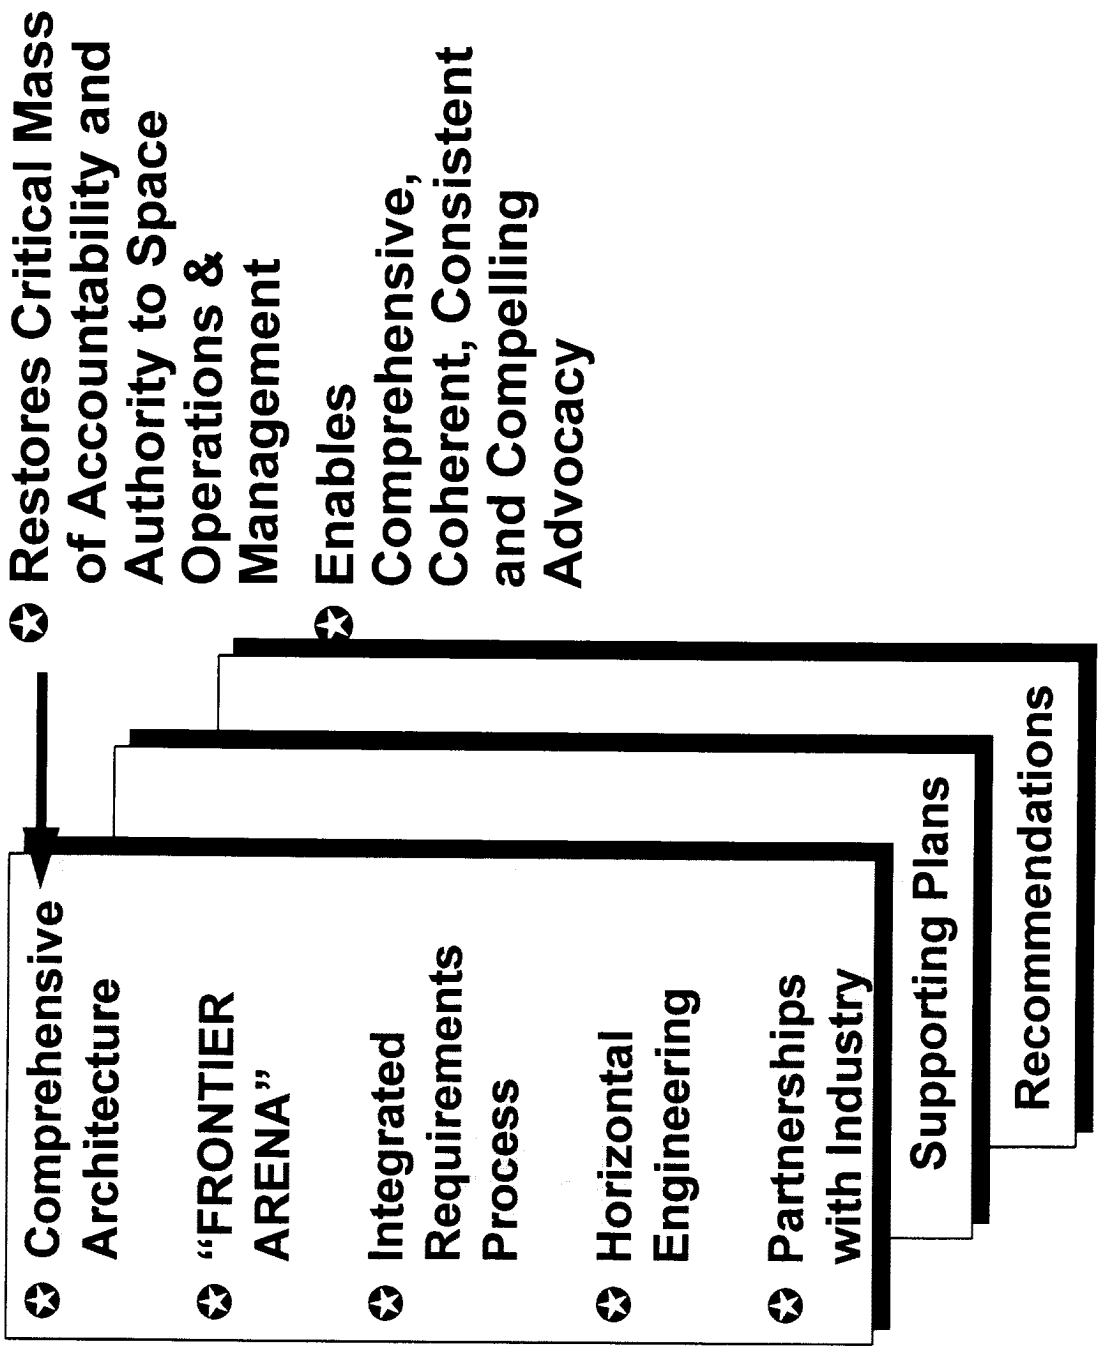 Comprehensive
Architecture
“FRONTIER
ARENA”
Integrated
Requirements
Process
Horizontal
Engineering
Partnerships
with Industry
Supporting Plans
Recommendations
Restores Critical Mass
of Accountability and
Authority to Space
Operations &
Management
Enables
Comprehensive,
Coherent, Consistent
and Compelling
Advocacy